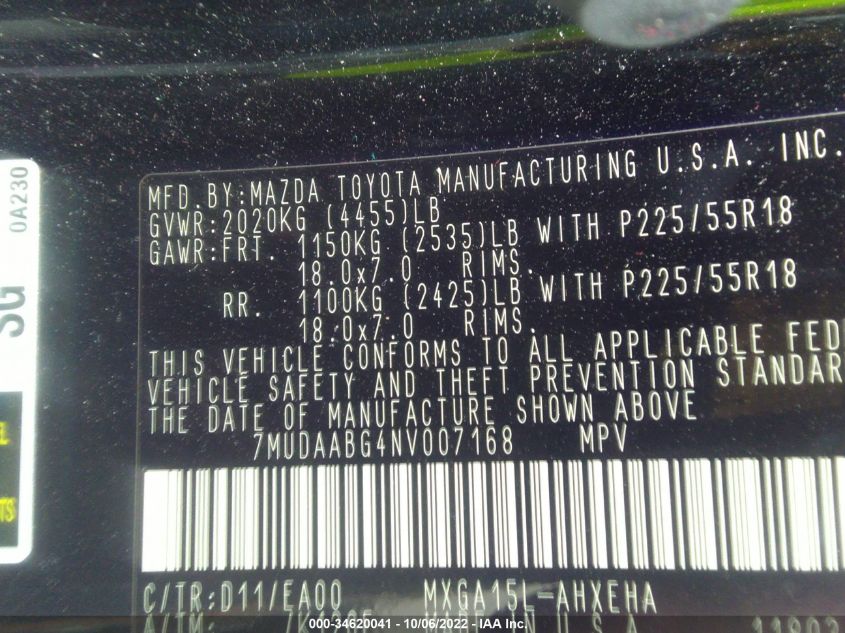 0A230
SG
MFD.BY:MAZDA TOYOTA MANUFACTURING U.S.A. INC.
GVWR:2020KG (4455)LB
GAWR:FRT. 1150KG (2535)LB WITH P225/55R18
18.0x7.0 RIMS.
RR. 1100KG (2425)LB WITH P225/55R18
18.0x7.0 RIMS.
THIS VEHICLE CONFORMS TO ALL APPLICABLE FED
VEHICLE SAFETY AND THEFT PREVENTION STANDAR
THE DATE OF MANUFACTURE SHOWN ABOVE
7MUDAABG4NV007168 MPV
C/TR:D11/EA00 MXGA15L-AHXEHA
A/TM: U.S.A
000-34620041 - 10/06/2022 - IAA Inc.